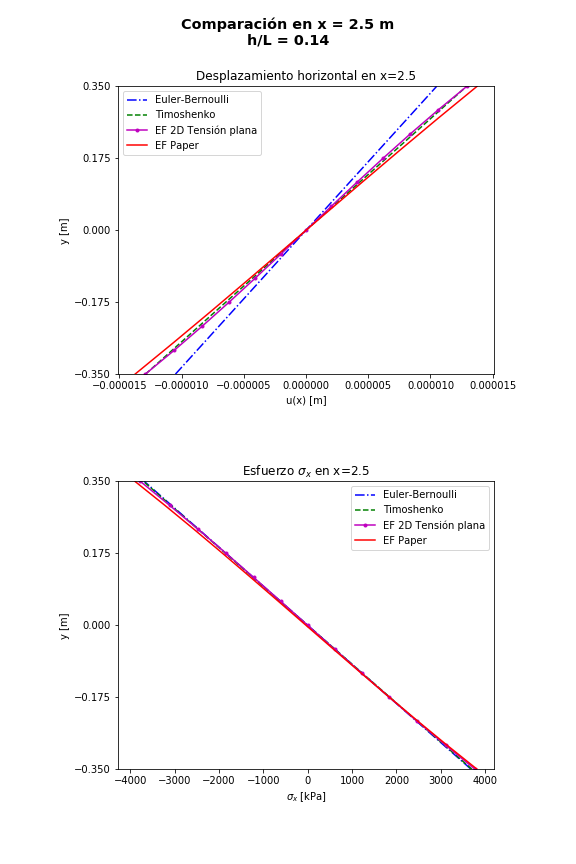 Comparación en x = 2.5 m
h/L = 0.14
Desplazamiento horizontal en x=2.5
0.350
0.175
0.000
−0.175
−0.350
y [m]
Euler-Bernoulli
Timoshenko
EF 2D Tensión plana
EF Paper
−0.000015 −0.000010 −0.000005 0.000000 0.000005 0.000010 0.000015
u(x) [m]
Esfuerzo σx en x=2.5
0.350
0.175
0.000
−0.175
−0.350
y [m]
Euler-Bernoulli
Timoshenko
EF 2D Tensión plana
EF Paper
−4000 −3000 −2000 −1000 0 1000 2000 3000 4000
σx [kPa]